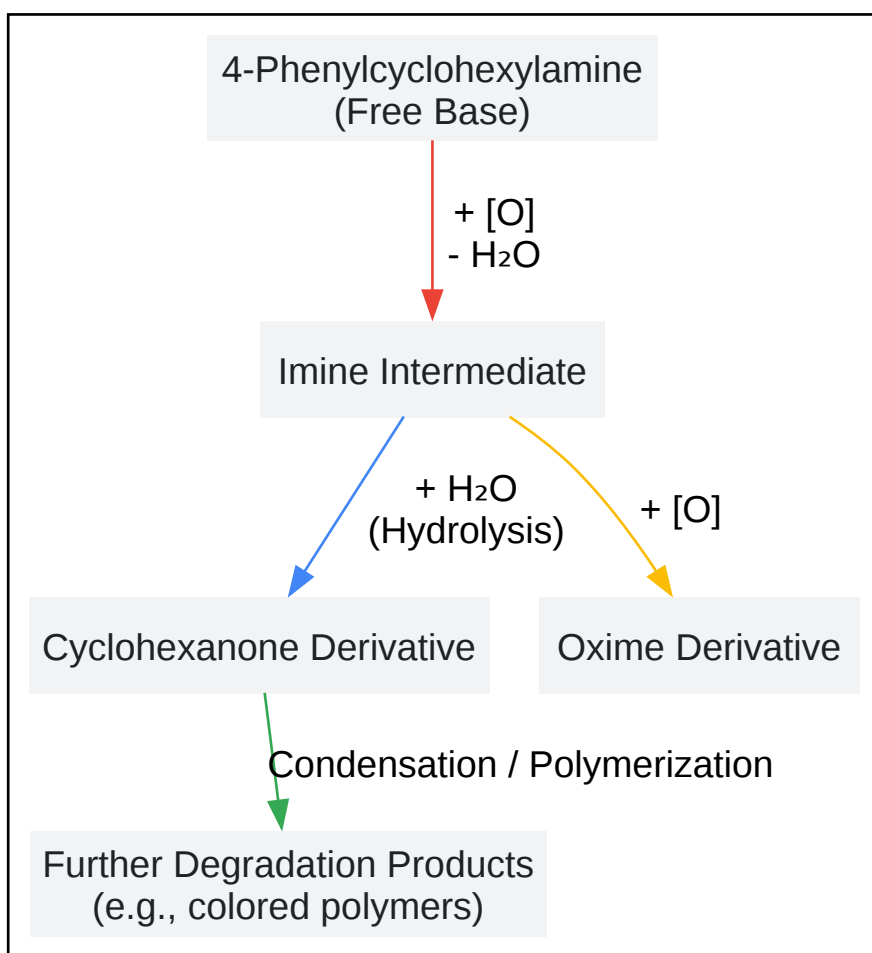 4-Phenylcyclohexylamine
(Free Base)
+ [O]
- H₂O
Imine Intermediate
+ H₂O
(Hydrolysis)
+ [O]
Cyclohexanone Derivative
Oxime Derivative
Condensation / Polymerization
Further Degradation Products
(e.g., colored polymers)